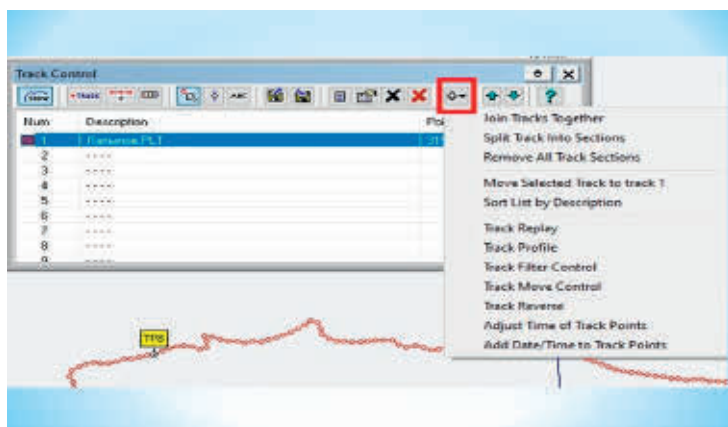 Track Control
Num Description
1
2 ----
3 ----
4 ----
5 ----
6 ----
7 ----
8 ----
9 ----
Join Tracks Together
Split Track Into Sections
Remove All Track Sections
Move Selected Track to track 1
Sort List by Description
Track Replay
Track Profile
Track Filter Control
Track Move Control
Track Reverse
Adjust Time of Track Points
Add Date/Time to Track Points